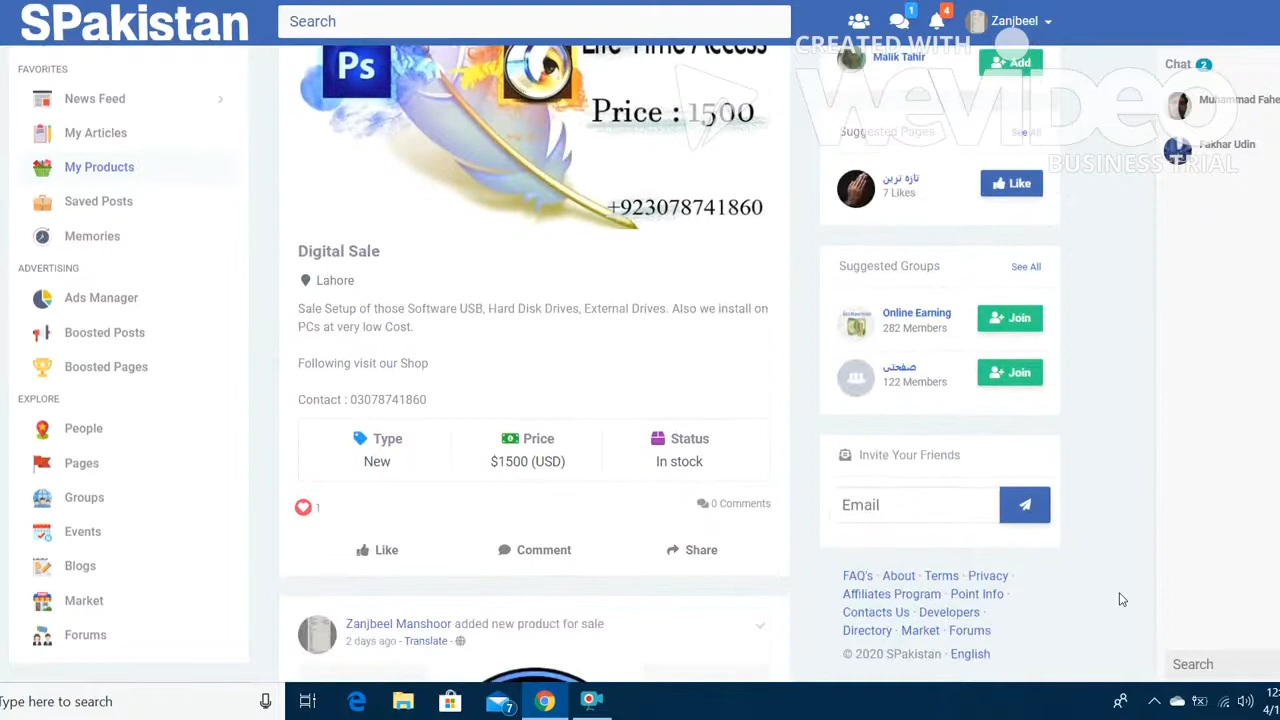 SPakistan
Search
1
4
Zanjbeel
CREATED WITH
WEVIDEO
BUSINESS TRIAL
FAVORITES
News Feed
My Articles
My Products
Saved Posts
Memories
ADVERTISING
Ads Manager
Boosted Posts
Boosted Pages
EXPLORE
People
Pages
Groups
Events
Blogs
Market
Forums
Life Time Access
Ps
Price : 1500
+923078741860
Digital Sale
Lahore
Sale Setup of those Software USB, Hard Disk Drives, External Drives. Also we install on
PCs at very low Cost.
Following visit our Shop
Contact : 03078741860
Type
Price
Status
New
$1500 (USD)
In stock
1
0 Comments
Like
Comment
Share
Zanjbeel Manshoor added new product for sale
2 days ago - Translate -
Malik Tahir
Add
Suggested Pages
See All
تازہ ترین
7 Likes
Like
Suggested Groups
See All
Online Earning
282 Members
Join
صفحتی
122 Members
Join
Invite Your Friends
Email
FAQ's · About · Terms · Privacy ·
Affiliates Program · Point Info ·
Contacts Us · Developers ·
Directory · Market · Forums
© 2020 SPakistan · English
Chat 2
Muhammad Fahe
Fakhar Udin
Search
Type here to search
7
12:
4/1